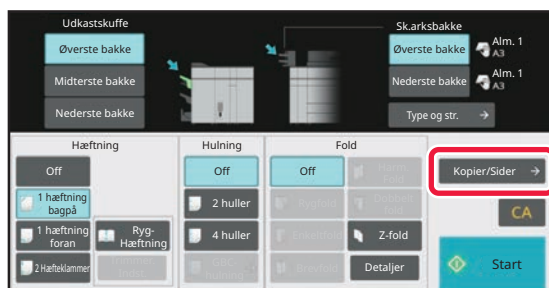 Udkastskuffe
Sk.arksbakke
Øverste bakke
Midterste bakke
Nederste bakke
Øverste bakke
Alm. 1
A3
Nederste bakke
Alm. 1
A3
Type og str.
Hæftning
Off
1 hæftning
bagpå
1 hæftning
foran
2 Hæfteklammer
Ryg-
Hæftning
Hulning
Off
2 huller
4 huller
Fold
Off
Z-fold
Detaljer
Kopier/Sider
CA
Start